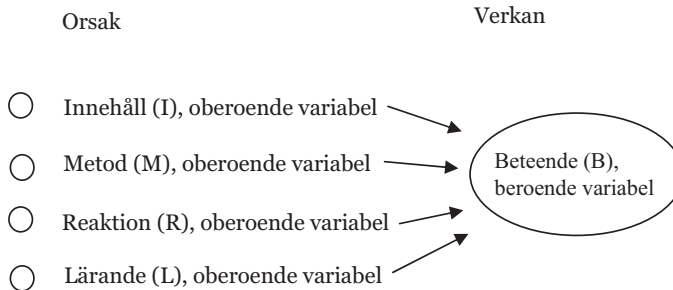 Orsak
Verkan
Innehåll (I), oberoende variabel
Metod (M), oberoende variabel
Beteende (B),
beroende variabel
Reaktion (R), oberoende variabel
Lärande (L), oberoende variabel